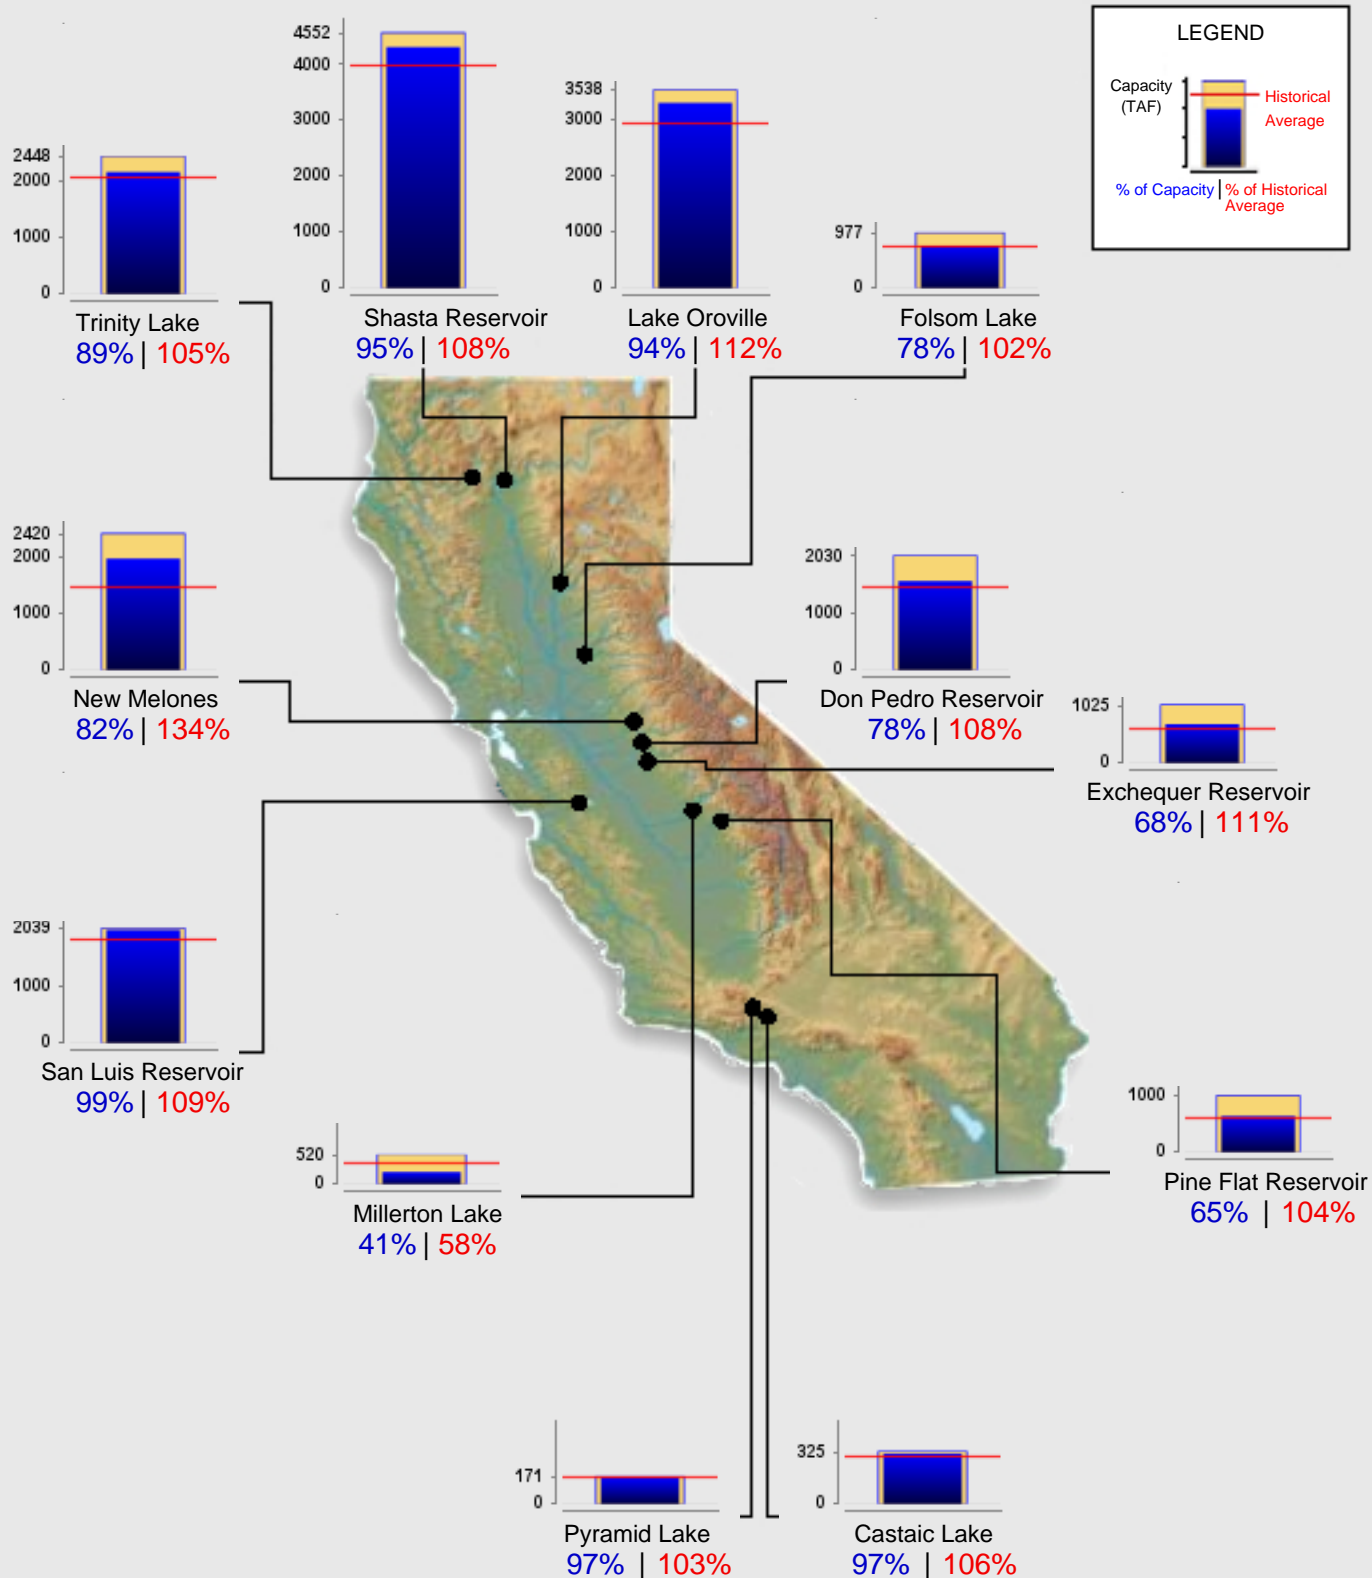 LEGEND
Capacity
(TAF)
Historical
Average
% of Capacity | % of Historical
Average
2448
2000
1000
0
Trinity Lake
89% | 105%
4552
4000
3000
2000
1000
0
Shasta Reservoir
95% | 108%
3538
3000
2000
1000
0
Lake Oroville
94% | 112%
977
0
Folsom Lake
78% | 102%
2420
2000
1000
0
New Melones
82% | 134%
2030
1000
0
Don Pedro Reservoir
78% | 108%
1025
0
Exchequer Reservoir
68% | 111%
2039
1000
0
San Luis Reservoir
99% | 109%
520
0
Millerton Lake
41% | 58%
1000
0
Pine Flat Reservoir
65% | 104%
171
0
Pyramid Lake
97% | 103%
325
0
Castaic Lake
97% | 106%